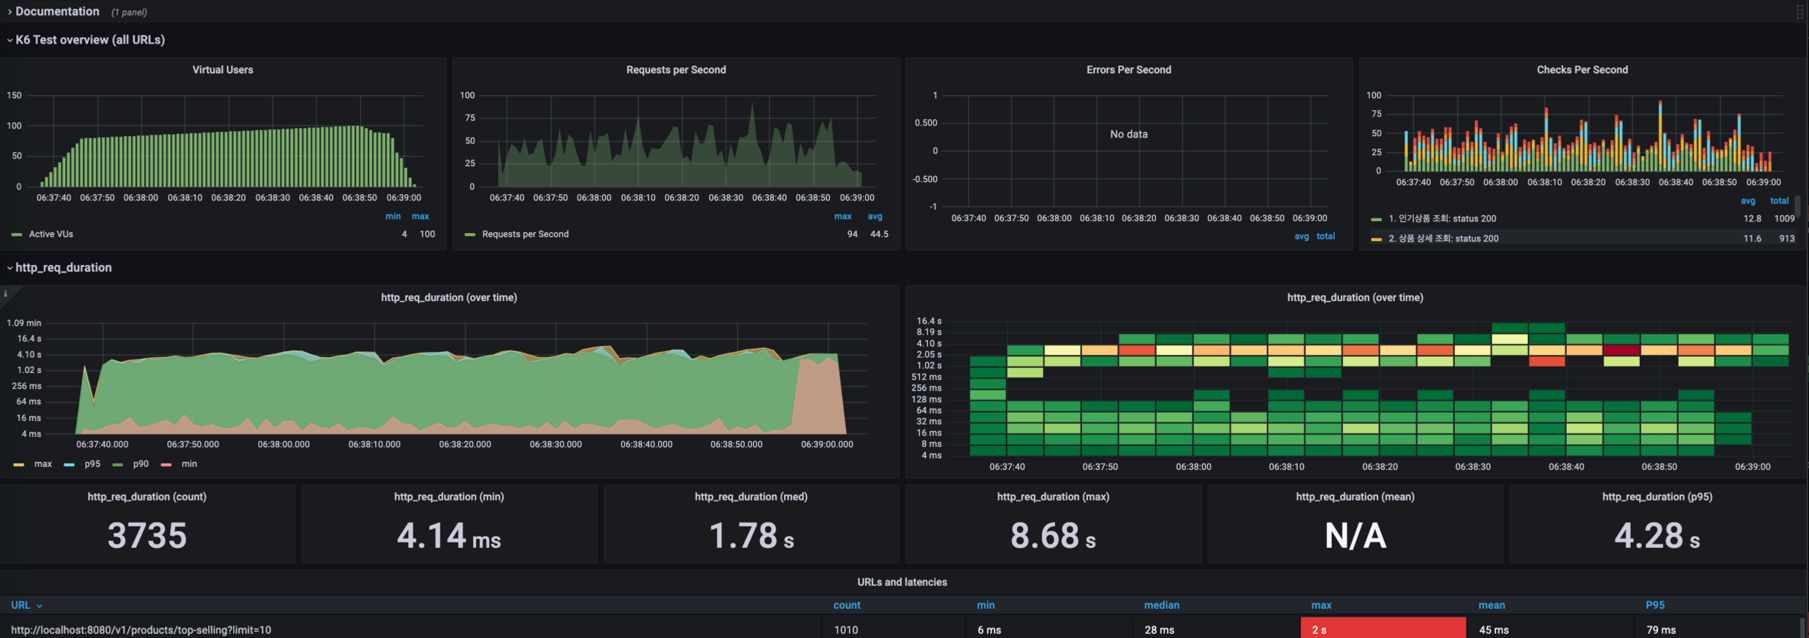 Documentation (1 panel)
K6 Test overview (all URLs)
Virtual Users
150
100
50
0
06:37:40 06:37:50 06:38:00 06:38:10 06:38:20 06:38:30 06:38:40 06:38:50 06:39:00
min max
Active VUs 4 100
Requests per Second
100
75
50
25
0
06:37:40 06:37:50 06:38:00 06:38:10 06:38:20 06:38:30 06:38:40 06:38:50 06:39:00
max avg
Requests per Second 94 44.5
Errors Per Second
1
0.500
0
-0.500
-1
No data
06:37:40 06:37:50 06:38:00 06:38:10 06:38:20 06:38:30 06:38:40 06:38:50 06:39:00
avg total
Checks Per Second
100
75
50
25
0
06:37:40 06:37:50 06:38:00 06:38:10 06:38:20 06:38:30 06:38:40 06:38:50 06:39:00
avg total
1. 인기상품 조회: status 200 12.8 1009
2. 상품 상세 조회: status 200 11.6 913
http_req_duration
i
http_req_duration (over time)
1.09 min
16.4 s
4.10 s
1.02 s
256 ms
64 ms
16 ms
4 ms
06:37:40.000 06:37:50.000 06:38:00.000 06:38:10.000 06:38:20.000 06:38:30.000 06:38:40.000 06:38:50.000 06:39:00.000
max p95 p90 min
http_req_duration (over time)
16.4 s
8.19 s
4.10 s
2.05 s
1.02 s
512 ms
256 ms
128 ms
64 ms
32 ms
16 ms
8 ms
4 ms
06:37:40 06:37:50 06:38:00 06:38:10 06:38:20 06:38:30 06:38:40 06:38:50 06:39:00
http_req_duration (count)
3735
http_req_duration (min)
4.14 ms
http_req_duration (med)
1.78 s
http_req_duration (max)
8.68 s
http_req_duration (mean)
N/A
http_req_duration (p95)
4.28 s
URLs and latencies
URL count min median max mean P95
http://localhost:8080/v1/products/top-selling?limit=10 1010 6 ms 28 ms 2 s 45 ms 79 ms